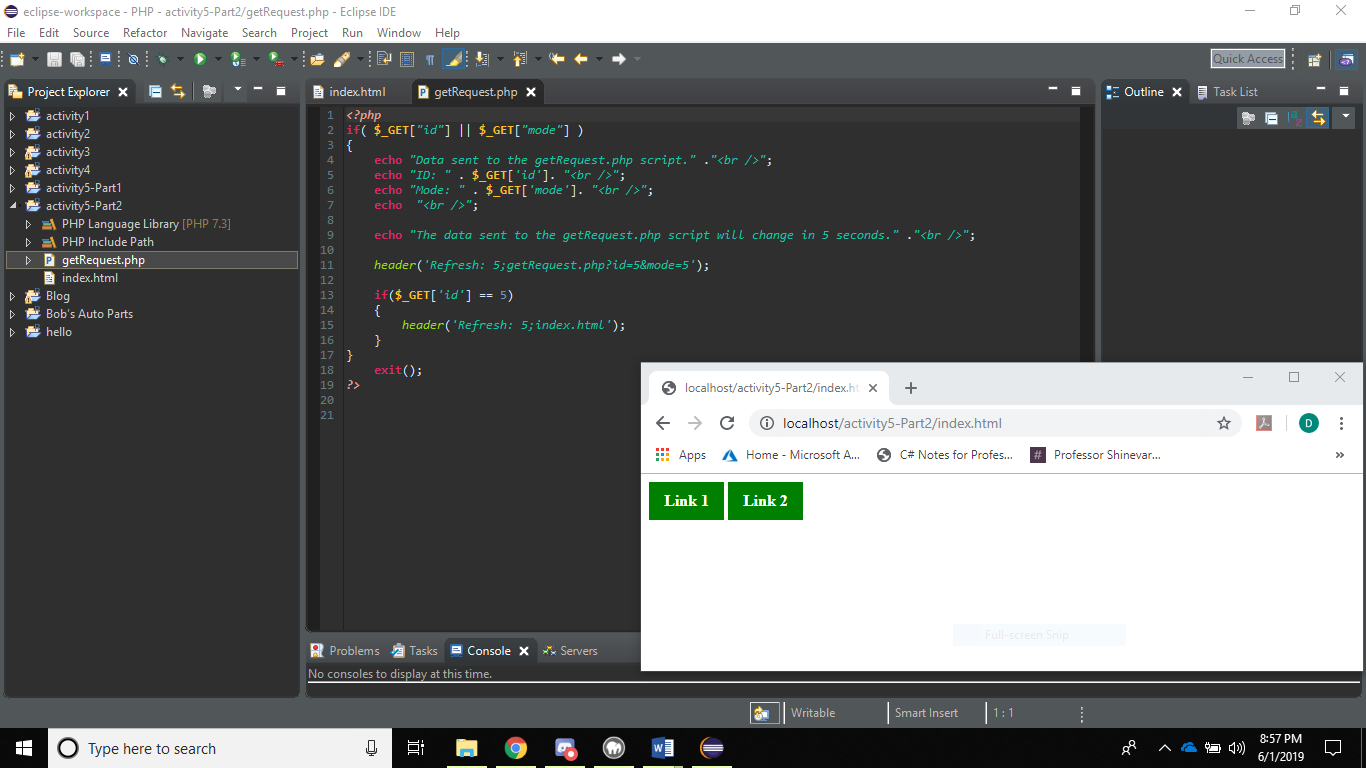 eclipse-workspace - PHP - activity5-Part2/getRequest.php - Eclipse IDE
File Edit Source Refactor Navigate Search Project Run Window Help
Quick Access
Project Explorer
activity1
activity2
activity3
activity4
activity5-Part1
activity5-Part2
PHP Language Library [PHP 7.3]
PHP Include Path
getRequest.php
index.html
Blog
Bob's Auto Parts
hello
index.html getRequest.php
1 <?php
2 if( $_GET["id"] || $_GET["mode"] )
3 {
4 echo "Data sent to the getRequest.php script." ."<br />";
5 echo "ID: " . $_GET['id']. "<br />";
6 echo "Mode: " . $_GET['mode']. "<br />";
7 echo  "<br />";
8
9 echo "The data sent to the getRequest.php script will change in 5 seconds." ."<br />";
10
11 header('Refresh: 5;getRequest.php?id=5&mode=5');
12
13 if($_GET['id'] == 5)
14 {
15 header('Refresh: 5;index.html');
16 }
17 }
18 exit();
19 ?>
20
21
Outline Task List
localhost/activity5-Part2/index.ht
localhost/activity5-Part2/index.html
D
Apps Home - Microsoft A... C# Notes for Profes... # Professor Shinevar... »
Link 1 Link 2
Full-screen Snip
Problems Tasks Console Servers
No consoles to display at this time.
Writable Smart Insert 1 : 1
Type here to search
8:57 PM
6/1/2019